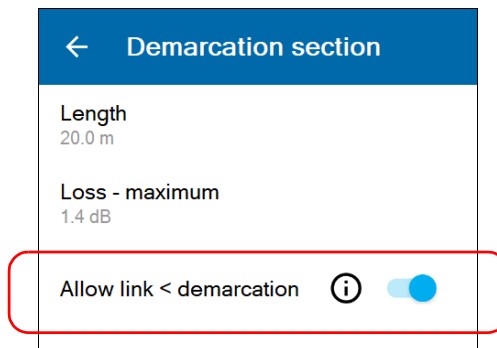 Demarcation section
Length
20.0 m
Loss - maximum
1.4 dB
Allow link < demarcation